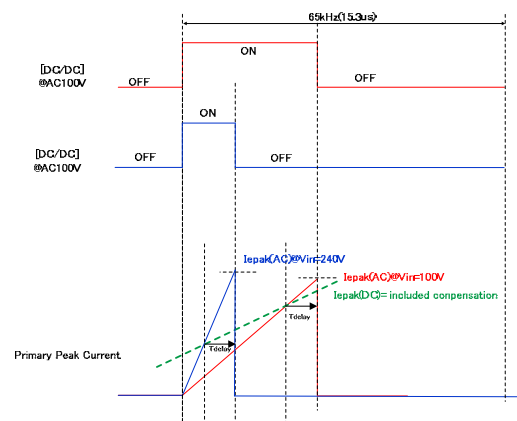 65kHz(15.3us)
ON
[DC/DC]
@AC100V
OFF
OFF
ON
[DC/DC]
@AC100V
OFF
OFF
Iepak(AC)@Vin=240V
Iepak(AC)@Vin=100V
Iepak(DC)= included compensation
Tdelay
Tdelay
Primary Peak Current